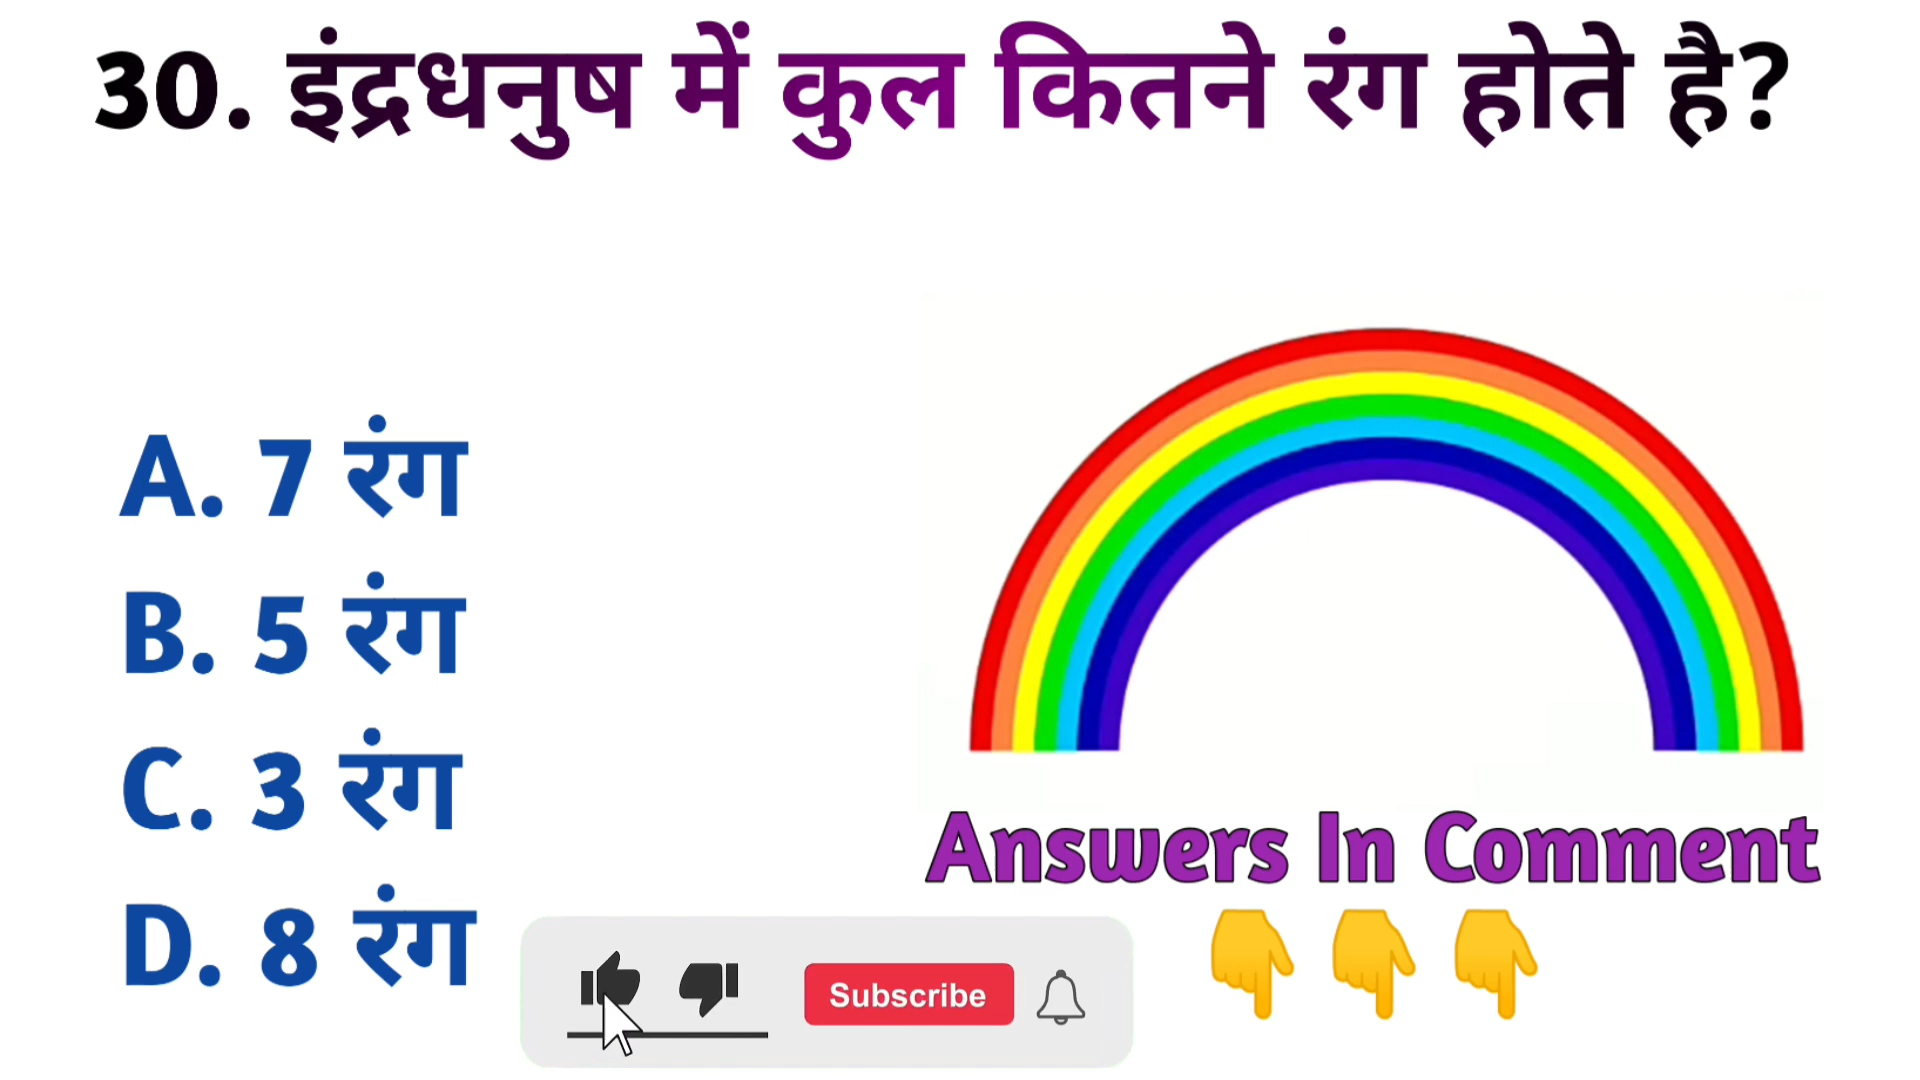 30. इंद्रधनुष में कुल कितने रंग होते है?
A. 7 रंग
B. 5 रंग
C. 3 रंग
D. 8 रंग
Answers In Comment
Subscribe